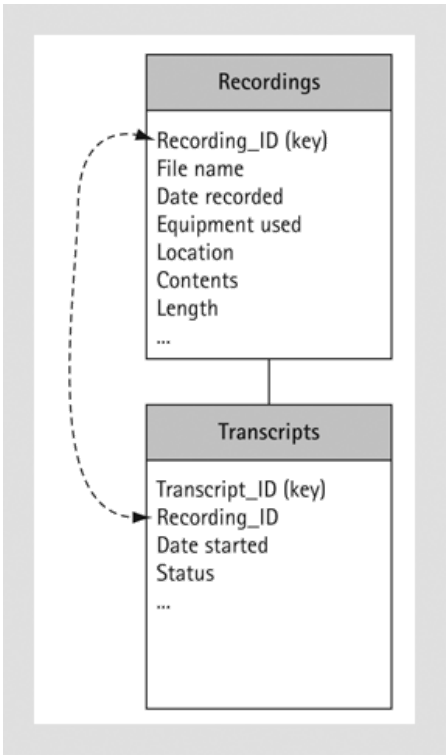 Recordings
Recording_ID (key)
File name
Date recorded
Equipment used
Location
Contents
Length
...
Transcripts
Transcript_ID (key)
Recording_ID
Date started
Status
...